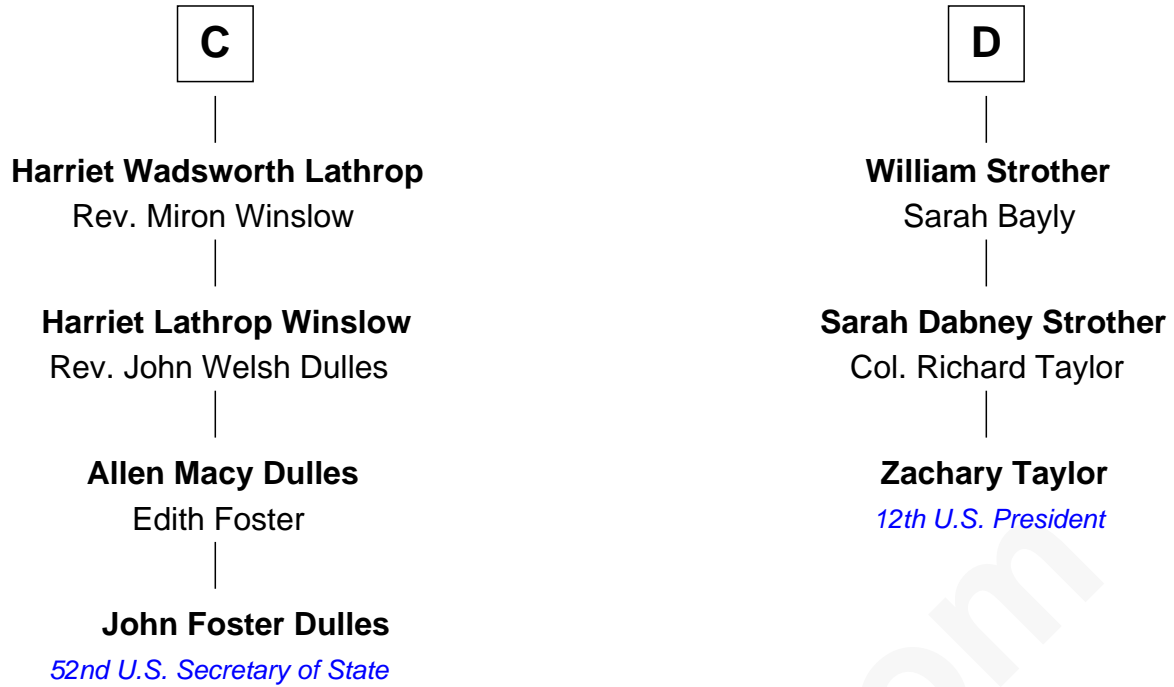 C
Harriet Wadsworth Lathrop
Rev. Miron Winslow
Harriet Lathrop Winslow
Rev. John Welsh Dulles
Allen Macy Dulles
Edith Foster
John Foster Dulles
52nd U.S. Secretary of State
D
William Strother
Sarah Bayly
Sarah Dabney Strother
Col. Richard Taylor
Zachary Taylor
12th U.S. President
om